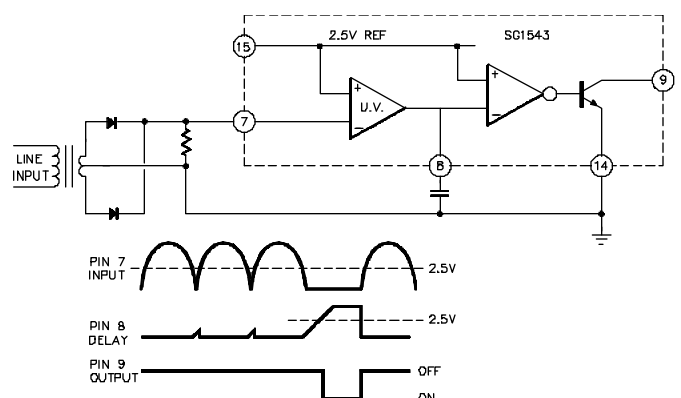 2.5V REF
SG1543
15
9
+
U.V.
−
+
−
7
LINE
INPUT
8
14
PIN 7
INPUT
2.5V
PIN 8
DELAY
2.5V
PIN 9
OUTPUT
OFF
ON